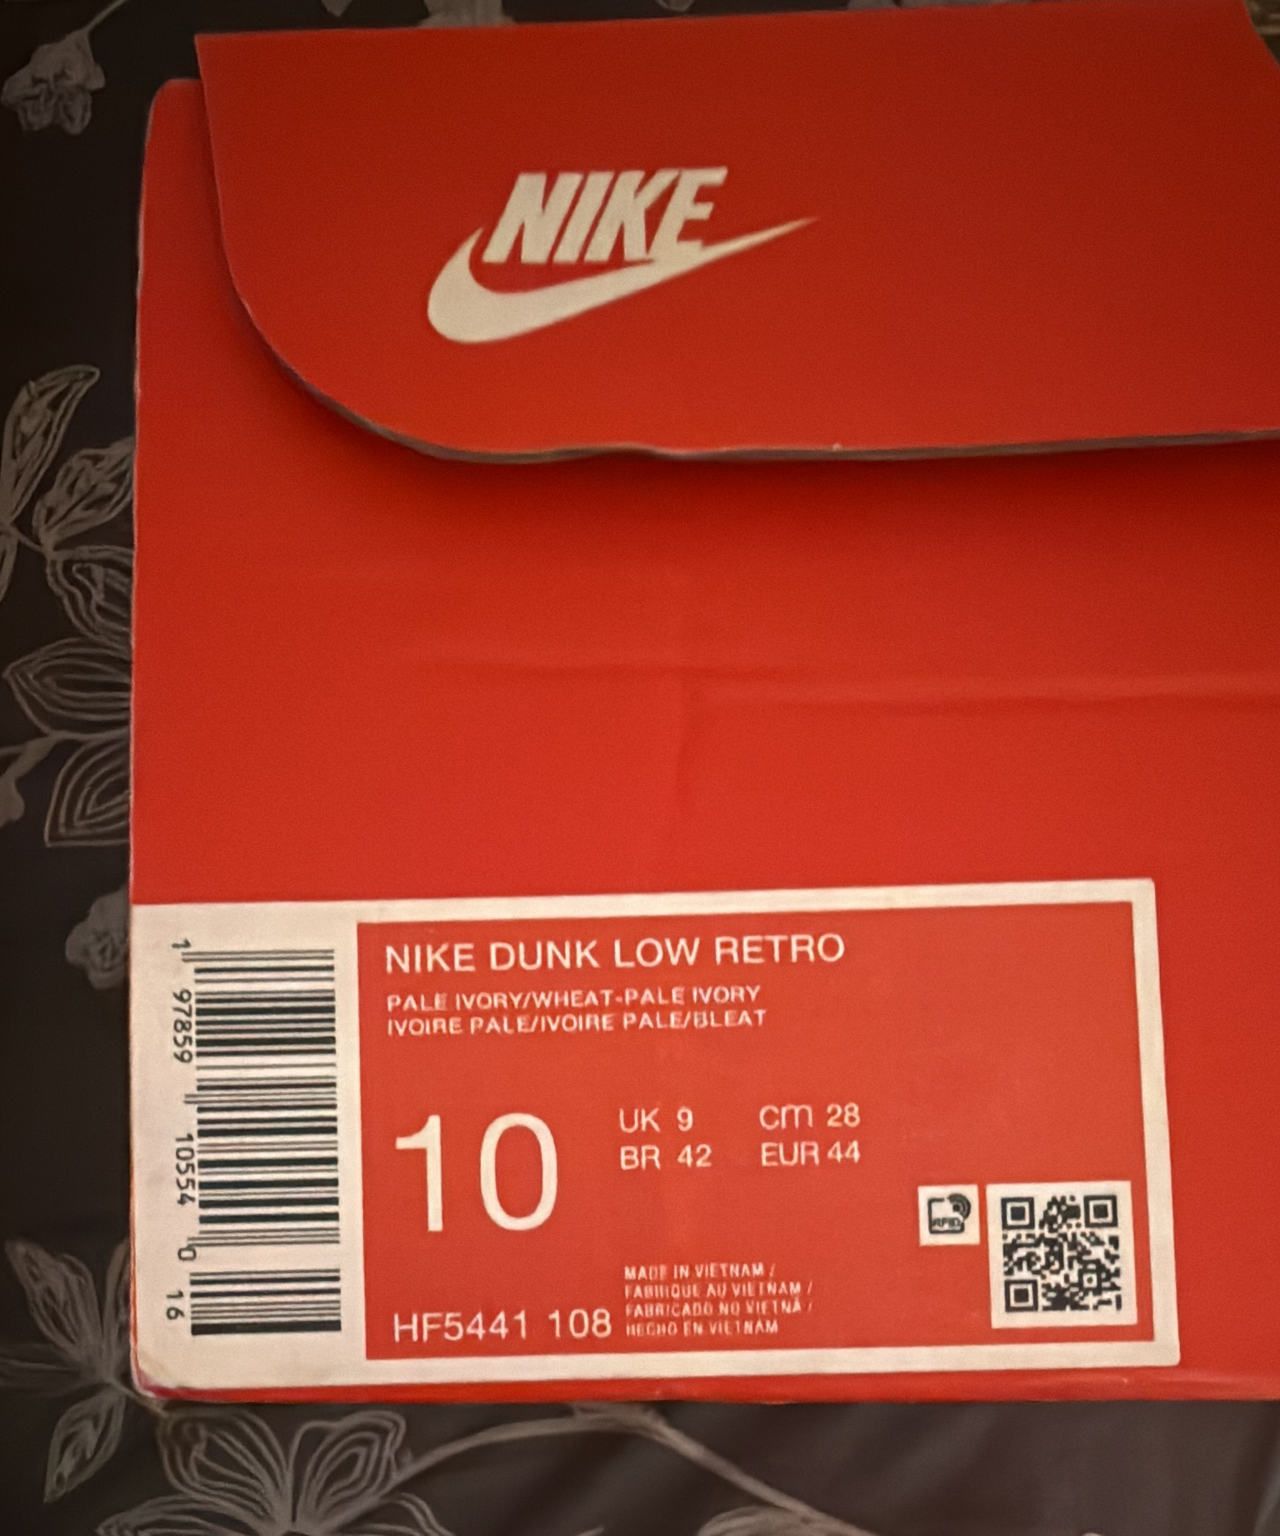 NIKE
NIKE DUNK LOW RETRO
PALE IVORY/WHEAT-PALE IVORY
IVOIRE PALE/IVOIRE PALE/BLEAT
10
UK 9 cm 28
BR 42 EUR 44
RFID
MADE IN VIETNAM /
FABRIQUE AU VIETNAM /
FABRICADO NO VIETNÃ /
HECHO EN VIETNAM
HF5441 108
1 97859 10554 0 16